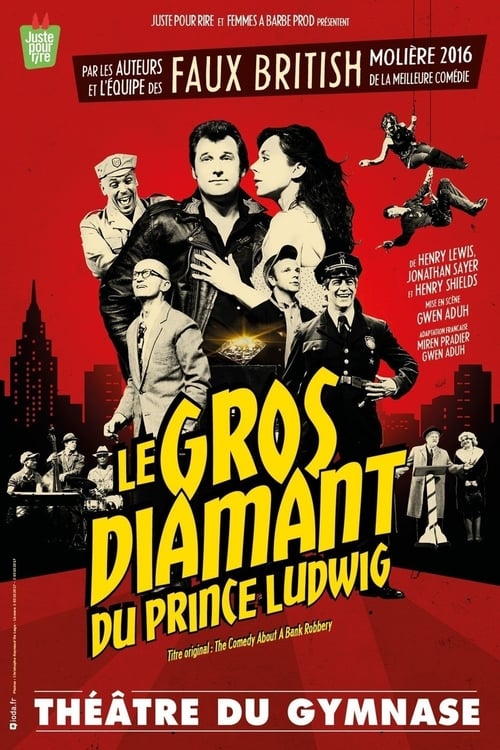 Juste
pour
rire
JUSTE POUR RIRE ET FEMMES À BARBE PROD PRÉSENTENT
PAR LES AUTEURS
ET L'ÉQUIPE DES
FAUX BRITISH
MOLIÈRE 2016
DE LA MEILLEURE COMÉDIE
DE HENRY LEWIS,
JONATHAN SAYER
ET HENRY SHIELDS
MISE EN SCÈNE
GWEN ADUH
ADAPTATION FRANÇAISE
MIREN PRADIER
GWEN ADUH
LE GROS
DIAMANT
DU PRINCE LUDWIG
Titre original : The Comedy About A Bank Robbery
ioda.fr
THÉÂTRE DU GYMNASE